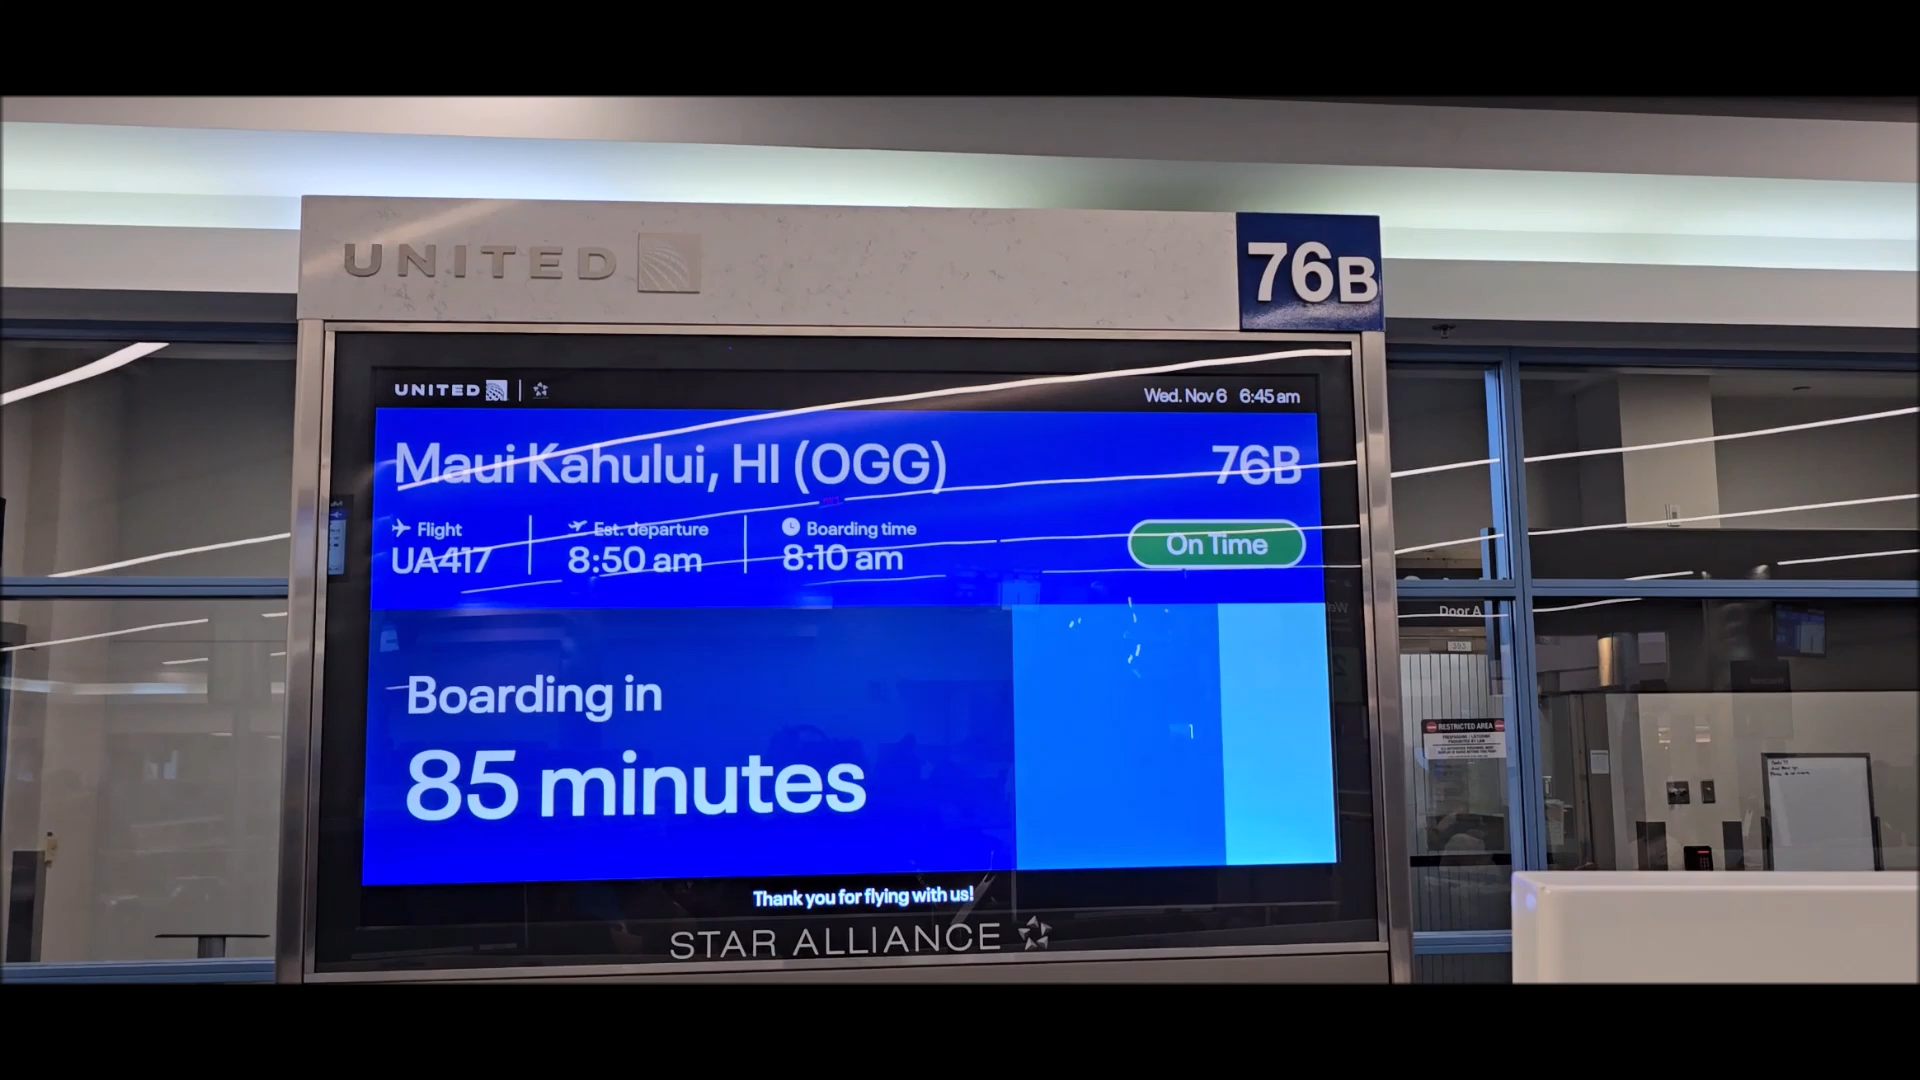 UNITED
76B
UNITED
Wed. Nov 6 6:45 am
Maui Kahului, HI (OGG)
76B
Flight
Est. departure
Boarding time
UA417
8:50 am
8:10 am
On Time
Boarding in
85 minutes
Thank you for flying with us!
STAR ALLIANCE
Door A
RESTRICTED AREA